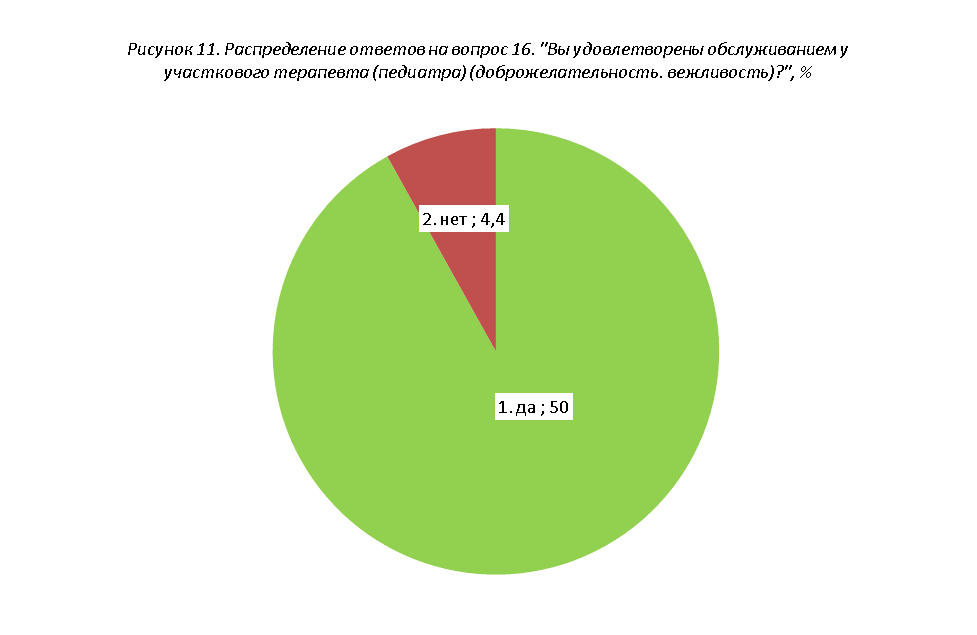 Рисунок 11. Распределение ответов на вопрос 16. "Вы удовлетворены обслуживанием у
участкового терапевта (педиатра) (доброжелательность. вежливость)?", %
2. нет ; 4,4
1. да ; 50